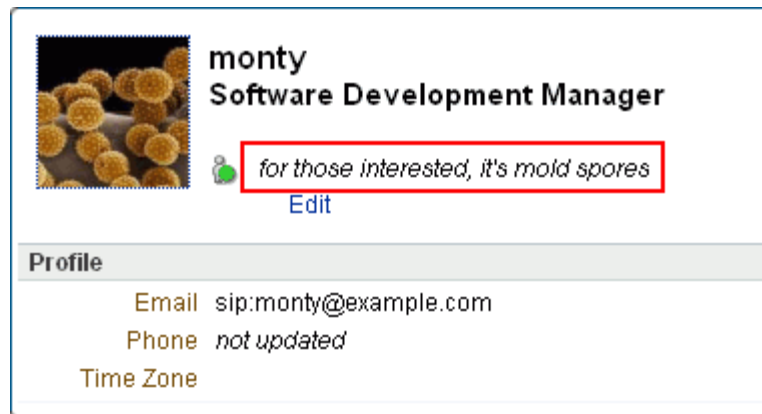 monty
Software Development Manager
for those interested, it's mold spores
Edit
Profile
Email sip:monty@example.com
Phone not updated
Time Zone